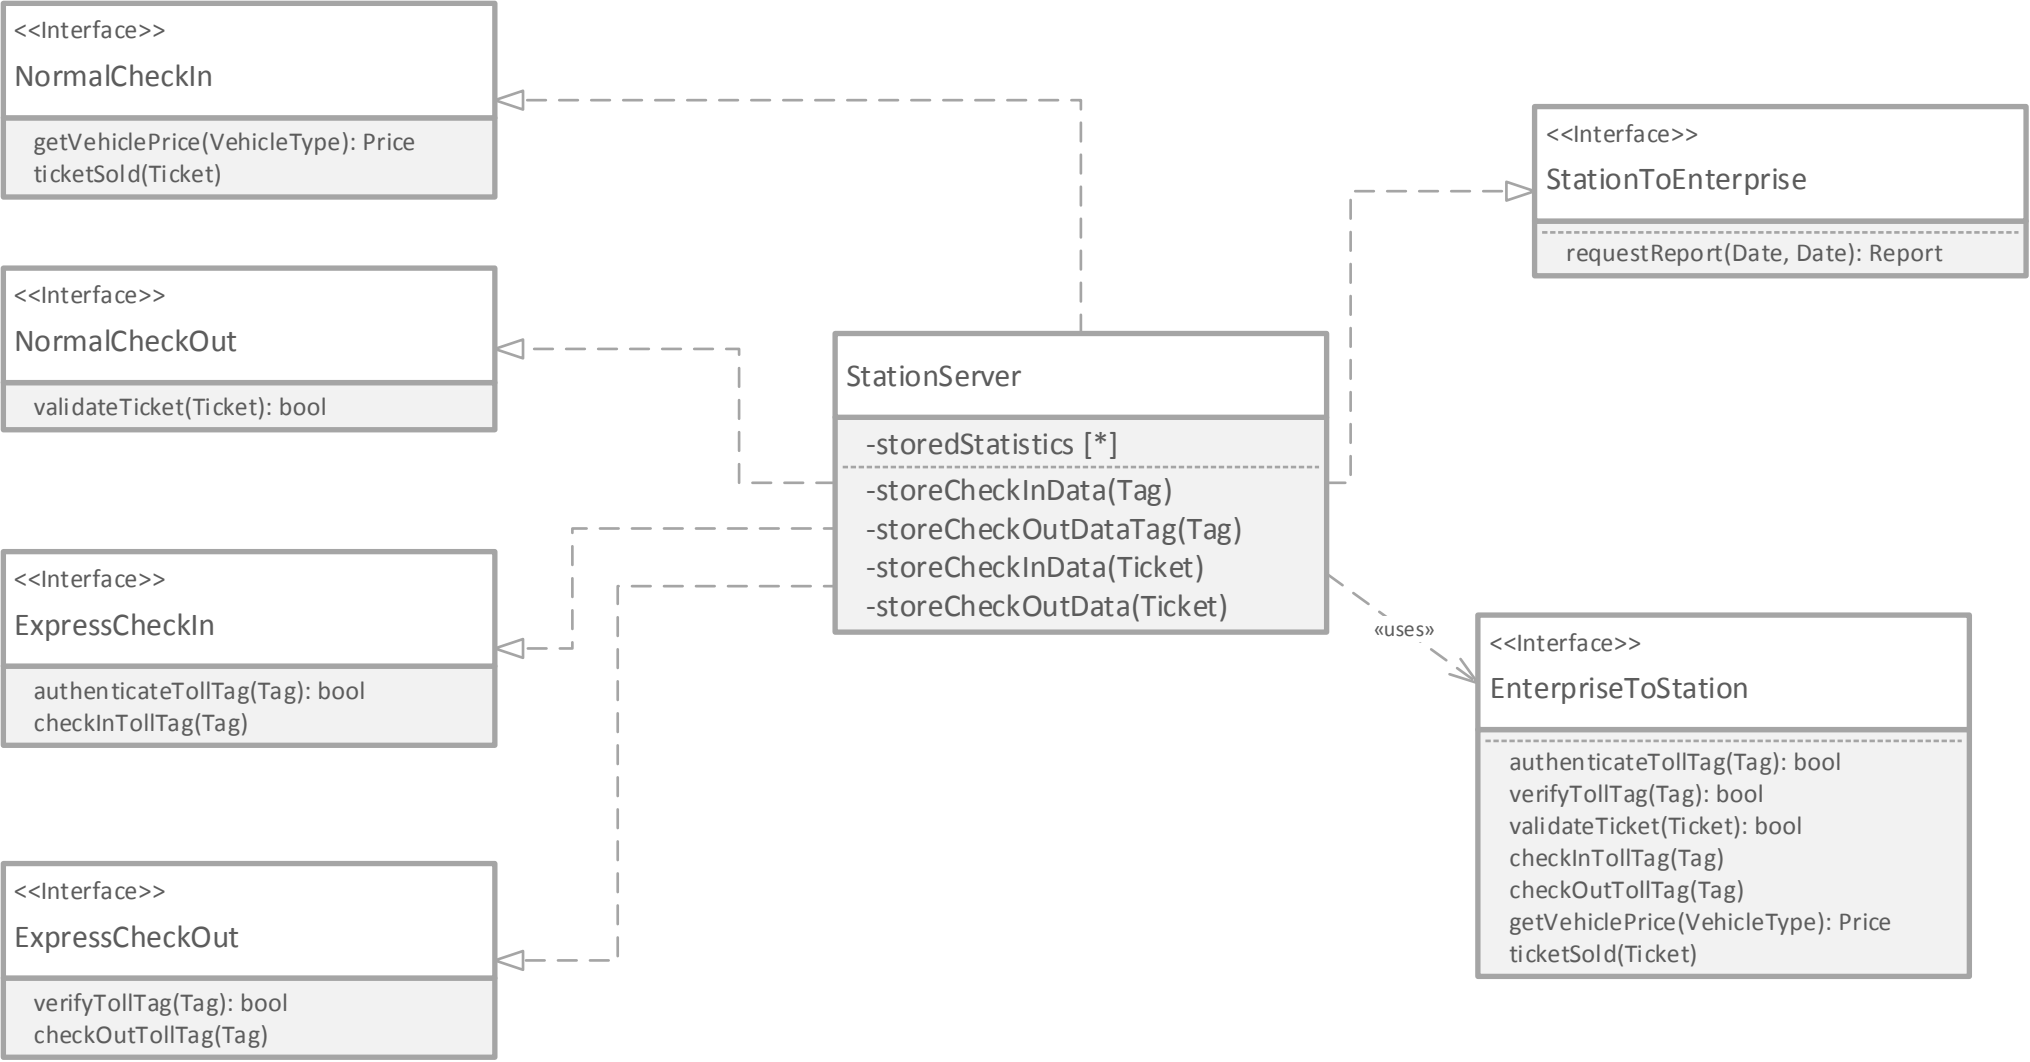 <<Interface>>
NormalCheckIn
getVehiclePrice(VehicleType): Price
ticketSold(Ticket)
<<Interface>>
NormalCheckOut
validateTicket(Ticket): bool
<<Interface>>
ExpressCheckIn
authenticateTollTag(Tag): bool
checkInTollTag(Tag)
<<Interface>>
ExpressCheckOut
verifyTollTag(Tag): bool
checkOutTollTag(Tag)
StationServer
-storedStatistics [*]
-storeCheckInData(Tag)
-storeCheckOutDataTag(Tag)
-storeCheckInData(Ticket)
-storeCheckOutData(Ticket)
<<Interface>>
StationToEnterprise
requestReport(Date, Date): Report
«uses»
<<Interface>>
EnterpriseToStation
authenticateTollTag(Tag): bool
verifyTollTag(Tag): bool
validateTicket(Ticket): bool
checkInTollTag(Tag)
checkOutTollTag(Tag)
getVehiclePrice(VehicleType): Price
ticketSold(Ticket)